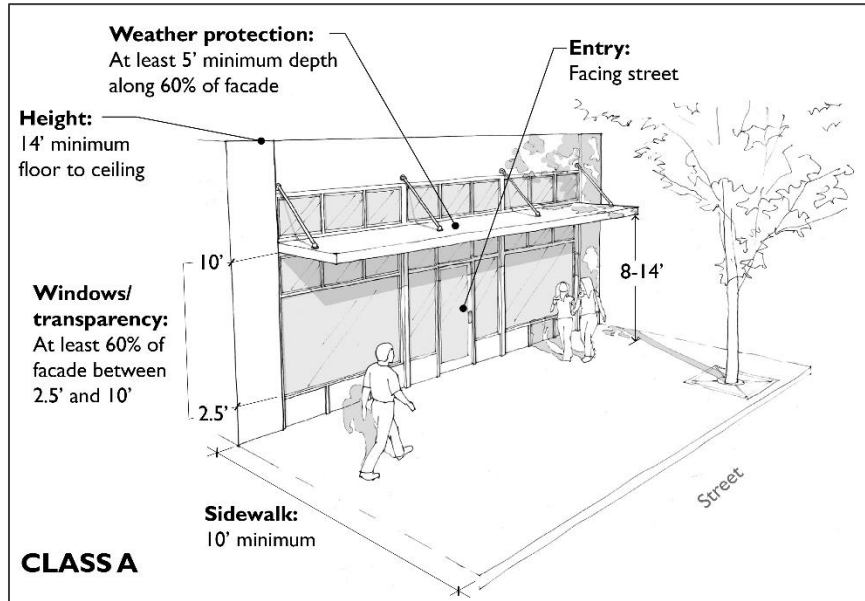 Weather protection:
At least 5’ minimum depth
along 60% of facade
Entry:
Facing street
Height:
14’ minimum
floor to ceiling
10’
8-14’
Windows/
transparency:
At least 60% of
facade between
2.5’ and 10’
2.5’
Street
Sidewalk:
10’ minimum
CLASS A